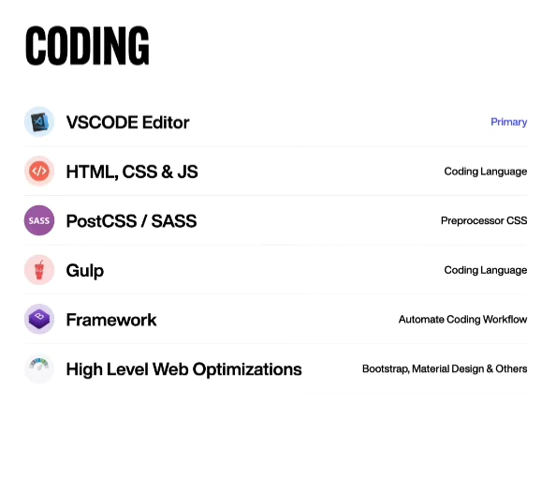 CODING
VSCODE Editor Primary
HTML, CSS & JS Coding Language
SASS PostCSS / SASS Preprocessor CSS
Gulp Coding Language
B Framework Automate Coding Workflow
High Level Web Optimizations Bootstrap, Material Design & Others